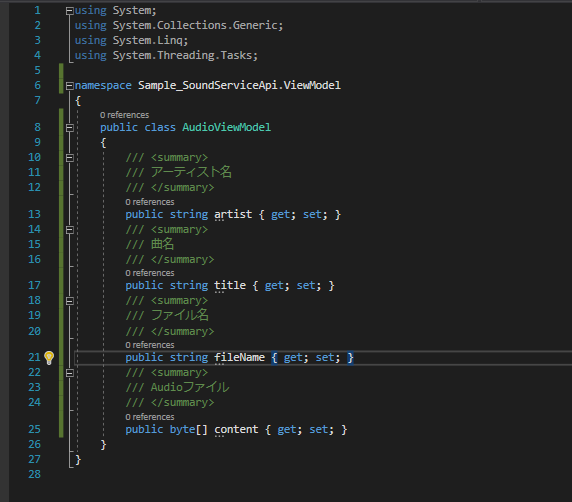 1 using System;
2 using System.Collections.Generic;
3 using System.Linq;
4 using System.Threading.Tasks;
5
6 namespace Sample_SoundServiceApi.ViewModel
7 {
0 references
8 public class AudioViewModel
9 {
10 /// <summary>
11 /// アーティスト名
12 /// </summary>
0 references
13 public string artist { get; set; }
14 /// <summary>
15 /// 曲名
16 /// </summary>
0 references
17 public string title { get; set; }
18 /// <summary>
19 /// ファイル名
20 /// </summary>
0 references
21 public string fileName { get; set; }
22 /// <summary>
23 /// Audioファイル
24 /// </summary>
0 references
25 public byte[] content { get; set; }
26 }
27 }
28